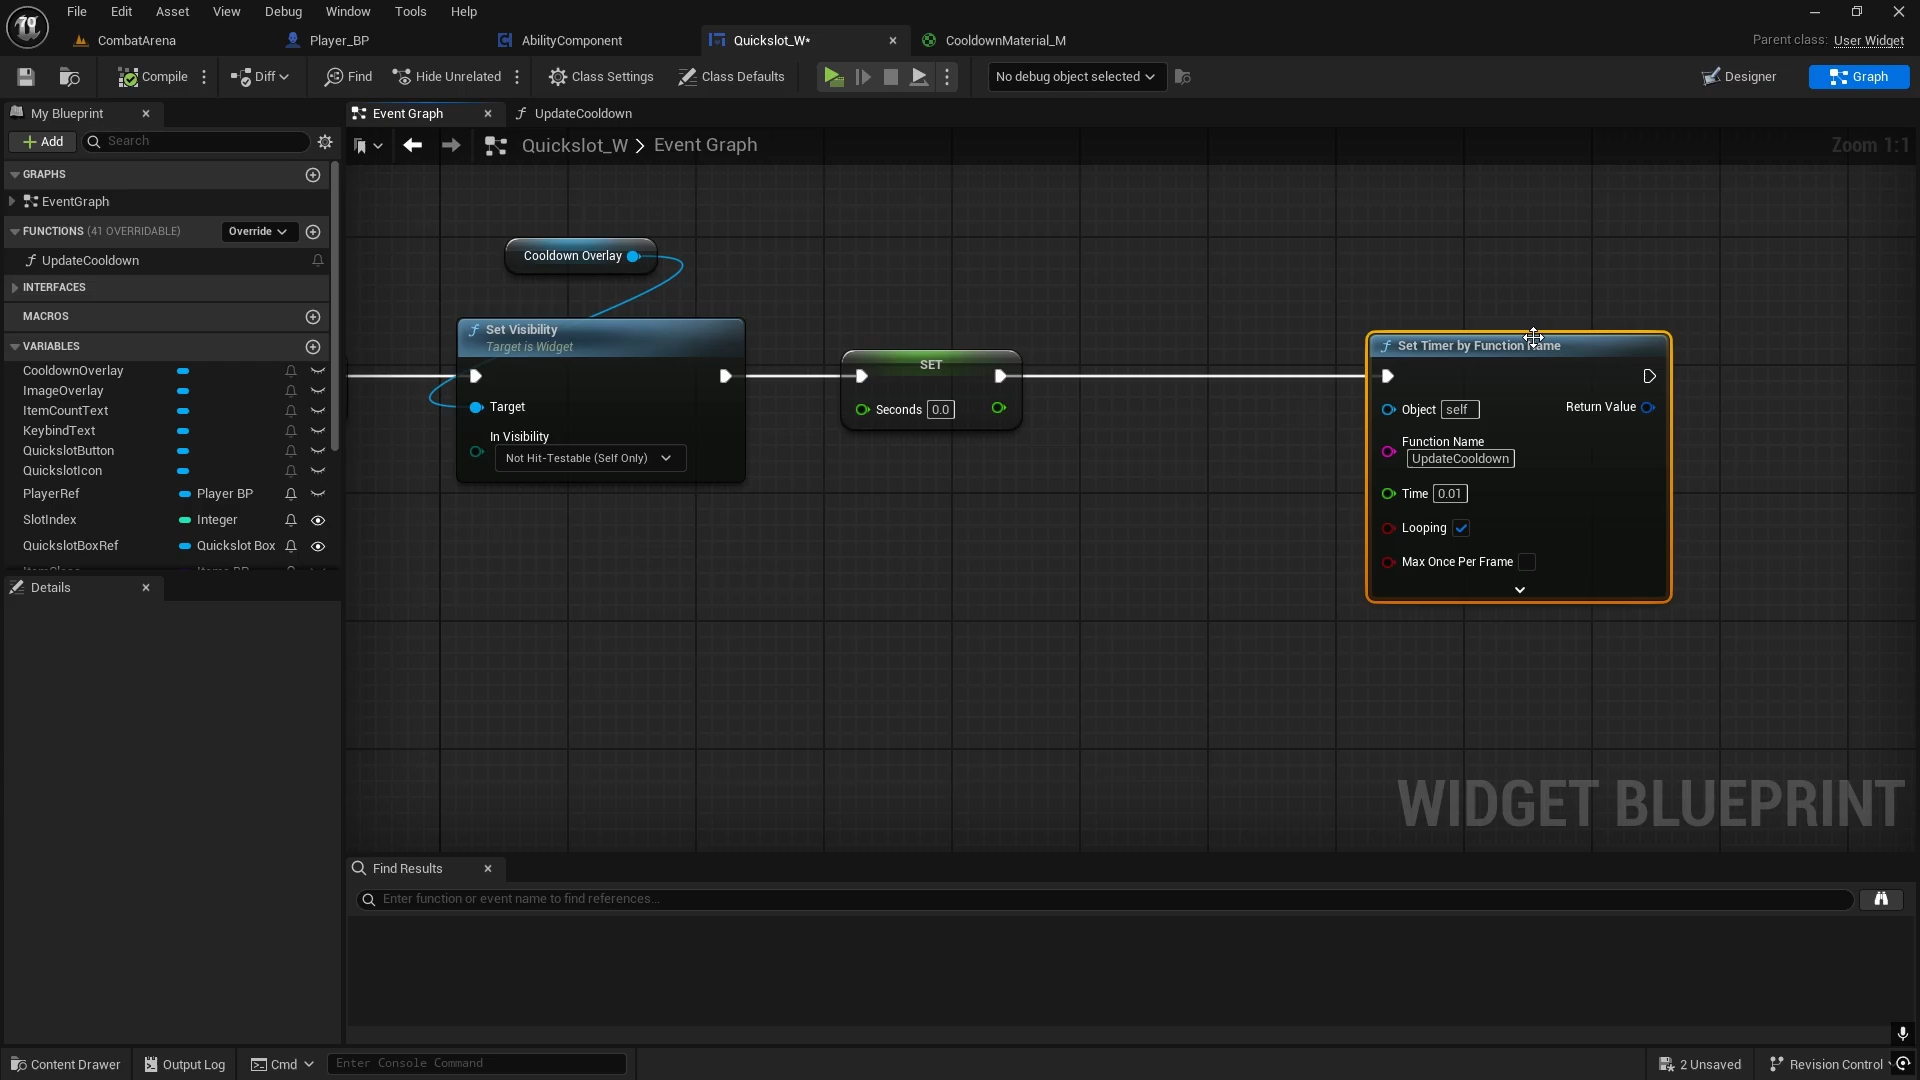 File Edit Asset View Debug Window Tools Help
CombatArena Player_BP AbilityComponent Quickslot_W* CooldownMaterial_M Parent class: User Widget
Compile Diff Find Hide Unrelated Class Settings Class Defaults No debug object selected Designer Graph
My Blueprint Event Graph UpdateCooldown
Add Search Quickslot_W > Event Graph Zoom 1:1
GRAPHS
EventGraph
FUNCTIONS (41 OVERRIDABLE) Override
UpdateCooldown
INTERFACES
MACROS
VARIABLES
CooldownOverlay
ImageOverlay
ItemCountText
KeybindText
QuickslotButton
QuickslotIcon
PlayerRef Player BP
SlotIndex Integer
QuickslotBoxRef Quickslot Box
Details
Cooldown Overlay
Set Visibility
Target is Widget
Target
In Visibility
Not Hit-Testable (Self Only)
SET
Seconds 0.0
Set Timer by Function Name
Object self Return Value
Function Name
UpdateCooldown
Time 0.01
Looping
Max Once Per Frame
WIDGET BLUEPRINT
Find Results
Enter function or event name to find references...
Content Drawer Output Log Cmd Enter Console Command 2 Unsaved Revision Control